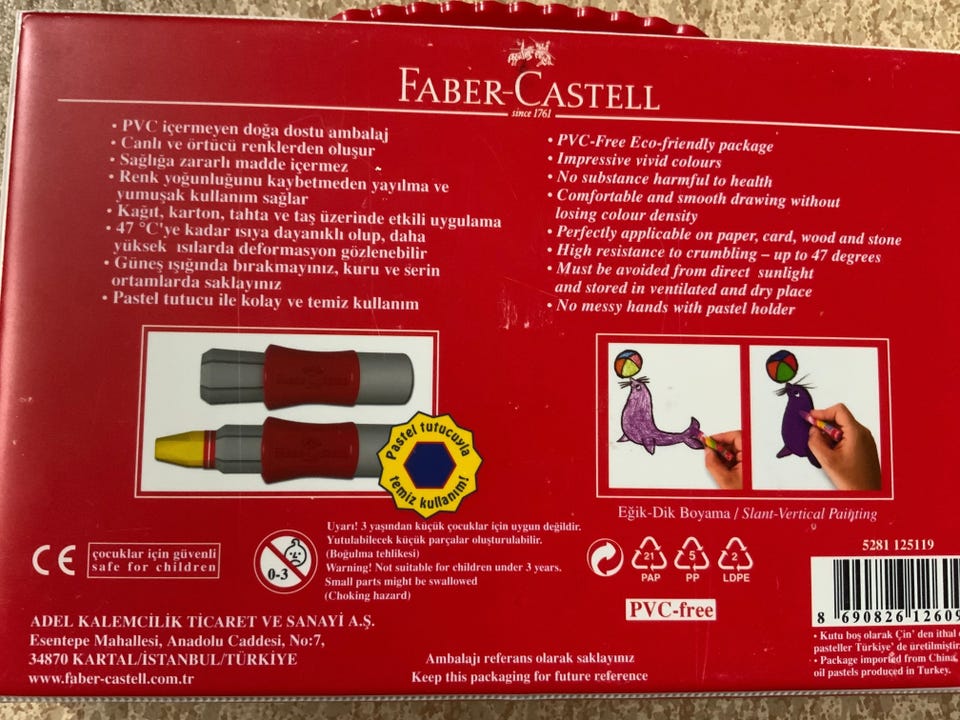 FABER-CASTELL
since 1761
• PVC içermeyen doğa dostu ambalaj
• Canlı ve örtücü renklerden oluşur
• Sağlığa zararlı madde içermez
• Renk yoğunluğunu kaybetmeden yayılma ve
yumuşak kullanım sağlar
• Kağıt, karton, tahta ve taş üzerinde etkili uygulama
• 47 °C'ye kadar ısıya dayanıklı olup, daha
yüksek ısılarda deformasyon gözlenebilir
• Güneş ışığında bırakmayınız, kuru ve serin
ortamlarda saklayınız
• Pastel tutucu ile kolay ve temiz kullanım
• PVC-Free Eco-friendly package
• Impressive vivid colours
• No substance harmful to health
• Comfortable and smooth drawing without
losing colour density
• Perfectly applicable on paper, card, wood and stone
• High resistance to crumbling – up to 47 degrees
• Must be avoided from direct sunlight
and stored in ventilated and dry place
• No messy hands with pastel holder
Pastel tutucuyla
temiz kullanım!
Eğik-Dik Boyama / Slant-Vertical Painting
CE
çocuklar için güvenli
safe for children
0-3
Uyarı! 3 yaşından küçük çocuklar için uygun değildir.
Yutulabilecek küçük parçalar oluşturulabilir.
(Boğulma tehlikesi)
Warning! Not suitable for children under 3 years.
Small parts might be swallowed
(Choking hazard)
21 5 2
PAP PP LDPE
PVC-free
5281 125119
8 690826 12609
• Kutu boş olarak Çin' den ithal
pasteller Türkiye' de üretilmiştir.
• Package imported from China,
oil pastels produced in Turkey.
ADEL KALEMCİLİK TİCARET VE SANAYİ A.Ş.
Esentepe Mahallesi, Anadolu Caddesi, No:7,
34870 KARTAL/İSTANBUL/TÜRKİYE
www.faber-castell.com.tr
Ambalajı referans olarak saklayınız
Keep this packaging for future reference